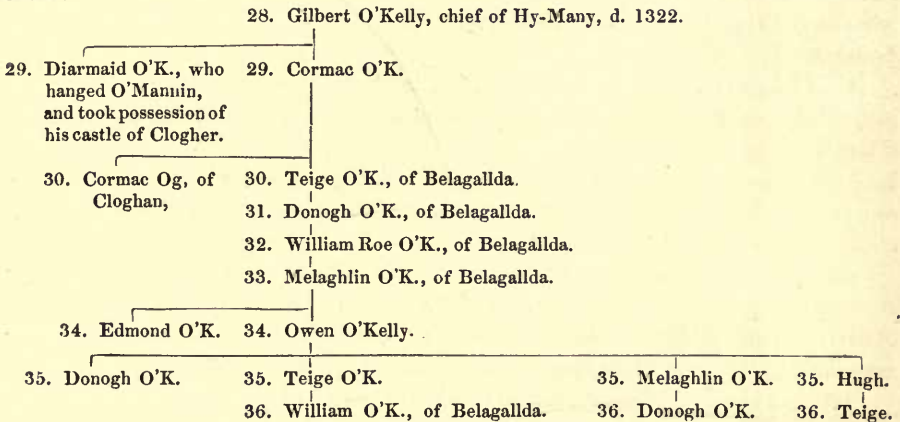 28. Gilbert O'Kelly, chief of Hy-Many, d. 1322.
29. Diarmaid O'K., who hanged O'Mannin, and took possession of his castle of Clogher.
29. Cormac O'K.
30. Cormac Og, of Cloghan,
30. Teige O'K., of Belagallda.
31. Donogh O'K., of Belagallda.
32. William Roe O'K., of Belagallda.
33. Melaghlin O'K., of Belagallda.
34. Edmond O'K. 34. Owen O'Kelly.
35. Donogh O'K. 35. Teige O'K. 35. Melaghlin O'K. 35. Hugh.
36. William O'K., of Belagallda. 36. Donogh O'K. 36. Teige.